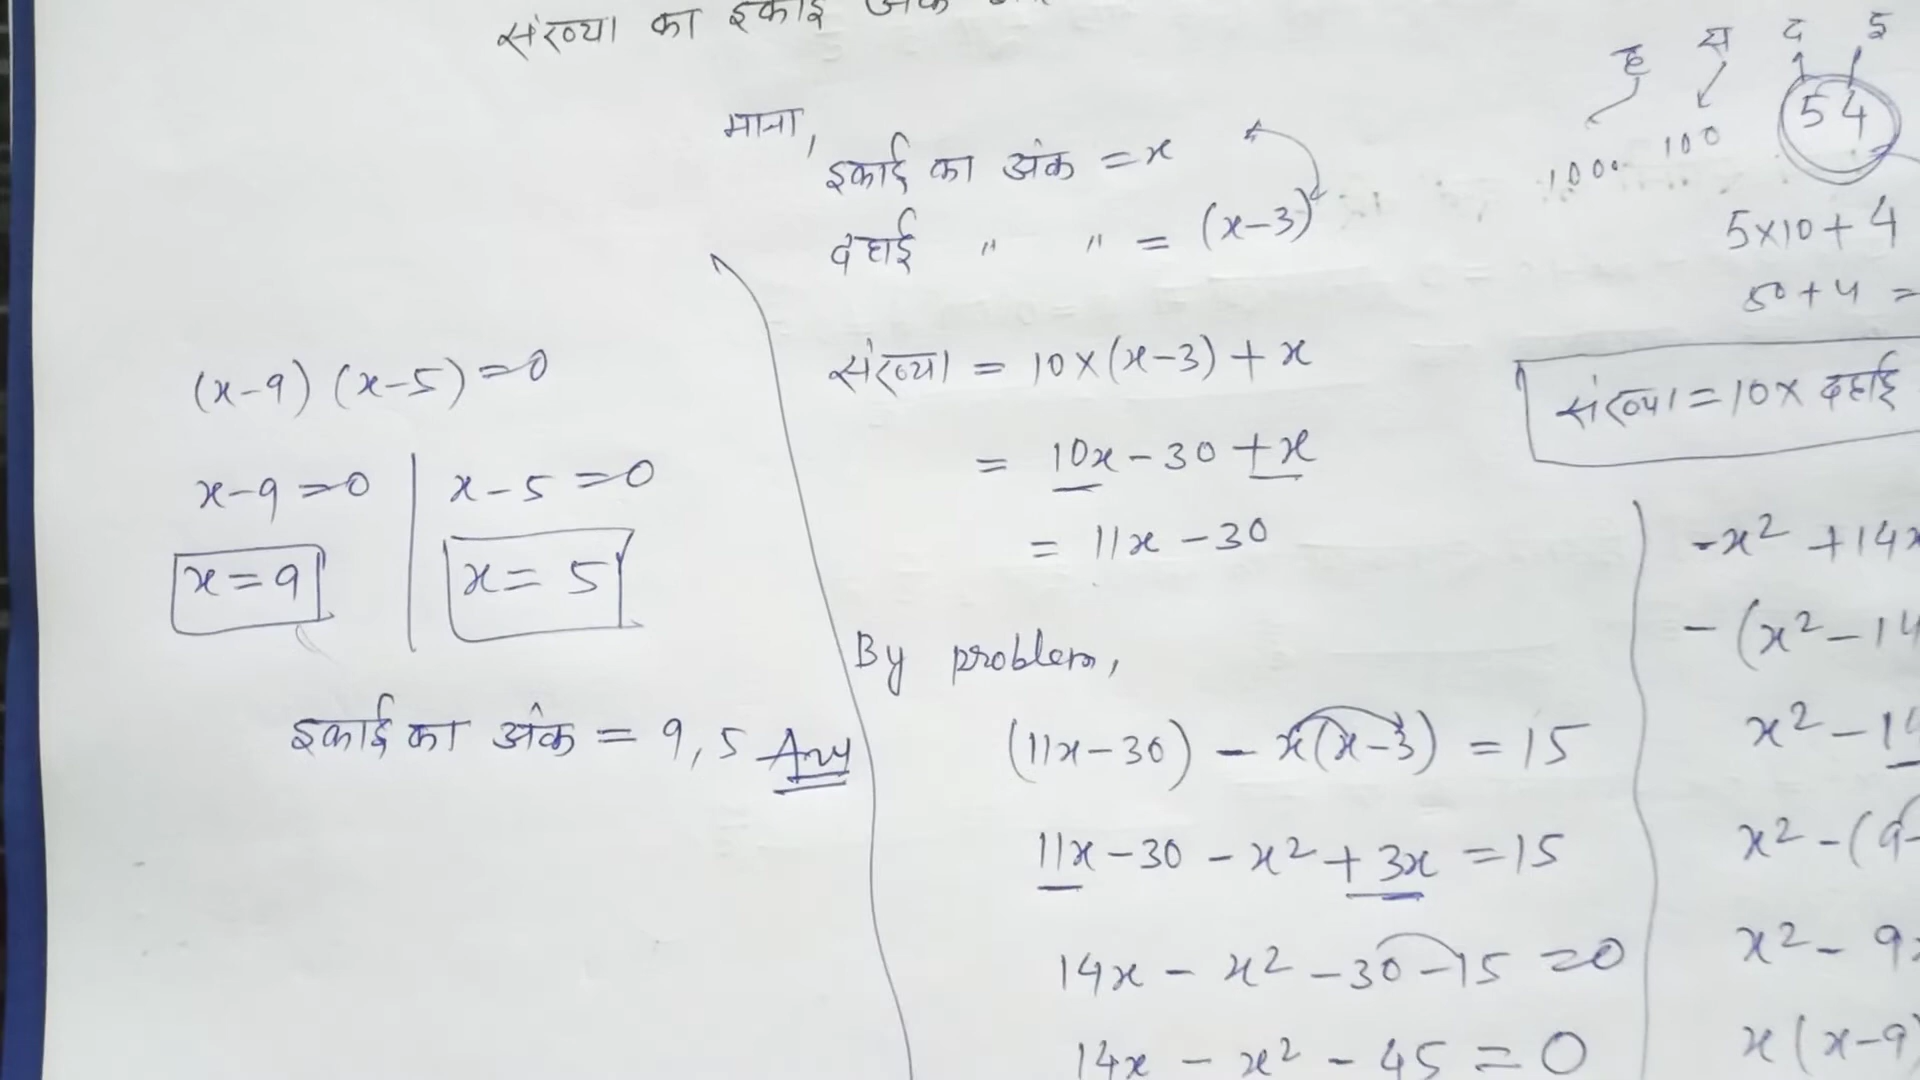 संख्या का इकाई अंक
माना,
इकाई का अंक = x
दहाई " " = (x-3)
संख्या = 10×(x-3) + x
= 10x - 30 + x
= 11x - 30
By problem,
(11x-30) - x(x-3) = 15
11x - 30 - x² + 3x = 15
14x - x² - 30 - 15 = 0
14x - x² - 45 = 0
ह स द ई
1000 100 54
5×10 + 4
50 + 4 =
संख्या = 10× दहाई
-x² + 14x
- (x² - 14
x² - 14
x² - (9-
x² - 9x
x(x-9)
(x-9) (x-5) = 0
x-9=0 | x-5=0
x=9 x=5
इकाई का अंक = 9, 5 Ans